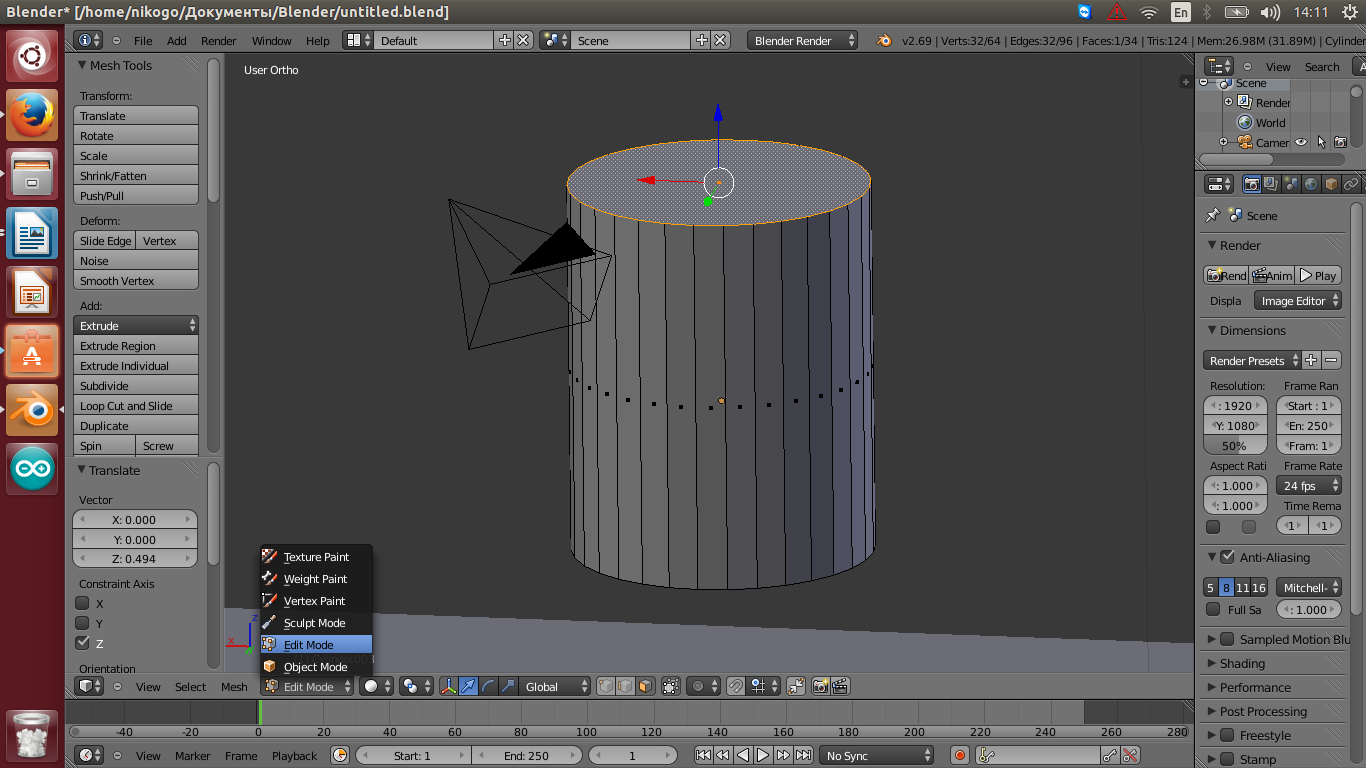 Blender* [/home/nikogo/Документы/Blender/untitled.blend]
En
14:11
File Add Render Window Help
Default
Scene
Blender Render
v2.69 | Verts:32/64 | Edges:32/96 | Faces:1/34 | Tris:124 | Mem:26.98M (31.89M) | Cylinder
Mesh Tools
Transform:
Translate
Rotate
Scale
Shrink/Fatten
Push/Pull
Deform:
Slide Edge Vertex
Noise
Smooth Vertex
Add:
Extrude
Extrude Region
Extrude Individual
Subdivide
Loop Cut and Slide
Duplicate
Spin Screw
Translate
Vector
X: 0.000
Y: 0.000
Z: 0.494
Constraint Axis
X
Y
Z
Orientation
User Ortho
z
x
Texture Paint
Weight Paint
Vertex Paint
Sculpt Mode
Edit Mode
Object Mode
View Select Mesh
Edit Mode
Global
View Search
Scene
Render
World
Camer
Scene
Render
Rend
Anim
Play
Displa
Image Editor
Dimensions
Render Presets
Resolution:
Frame Ran
: 1920
Start : 1
Y: 1080
En: 250
50%
Fram: 1
Aspect Rati
Frame Rate
: 1.000
24 fps
: 1.000
Time Rema
1
1
Anti-Aliasing
5 8 11 16
Mitchell-
Full Sa
: 1.000
Sampled Motion Blu
Shading
Performance
Post Processing
Freestyle
Stamp
-40 -20 0 20 40 60 80 100 120 140 160 180 200 220 240 260 280
View Marker Frame Playback
Start: 1
End: 250
1
No Sync